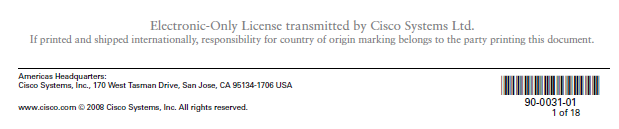 Electronic-Only License transmitted by Cisco Systems Ltd.
If printed and shipped internationally, responsibility for country of origin marking belongs to the party printing this document.
Americas Headquarters:
Cisco Systems, Inc., 170 West Tasman Drive, San Jose, CA 95134-1706 USA
www.cisco.com © 2008 Cisco Systems, Inc. All rights reserved.
90-0031-01
1 of 18